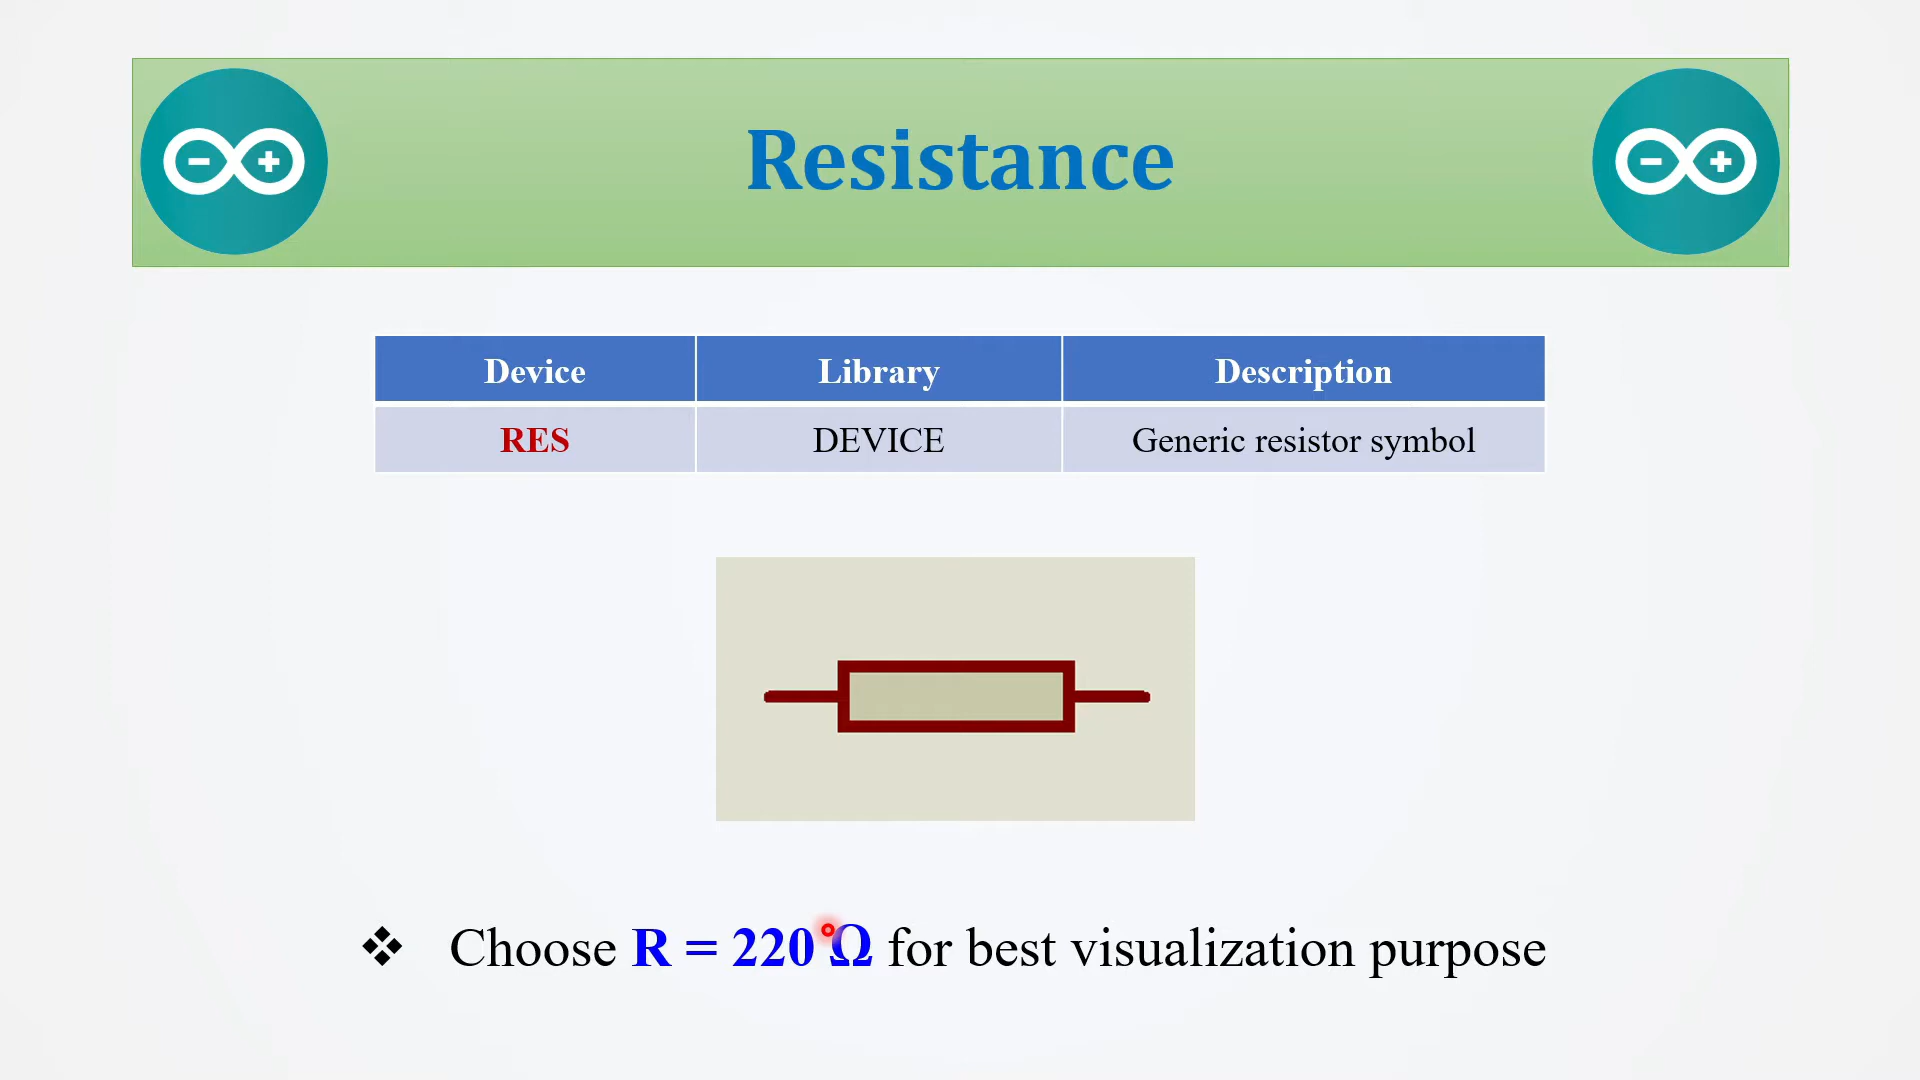 Resistance
Device Library Description
RES DEVICE Generic resistor symbol
❖ Choose R = 220 Ω for best visualization purpose